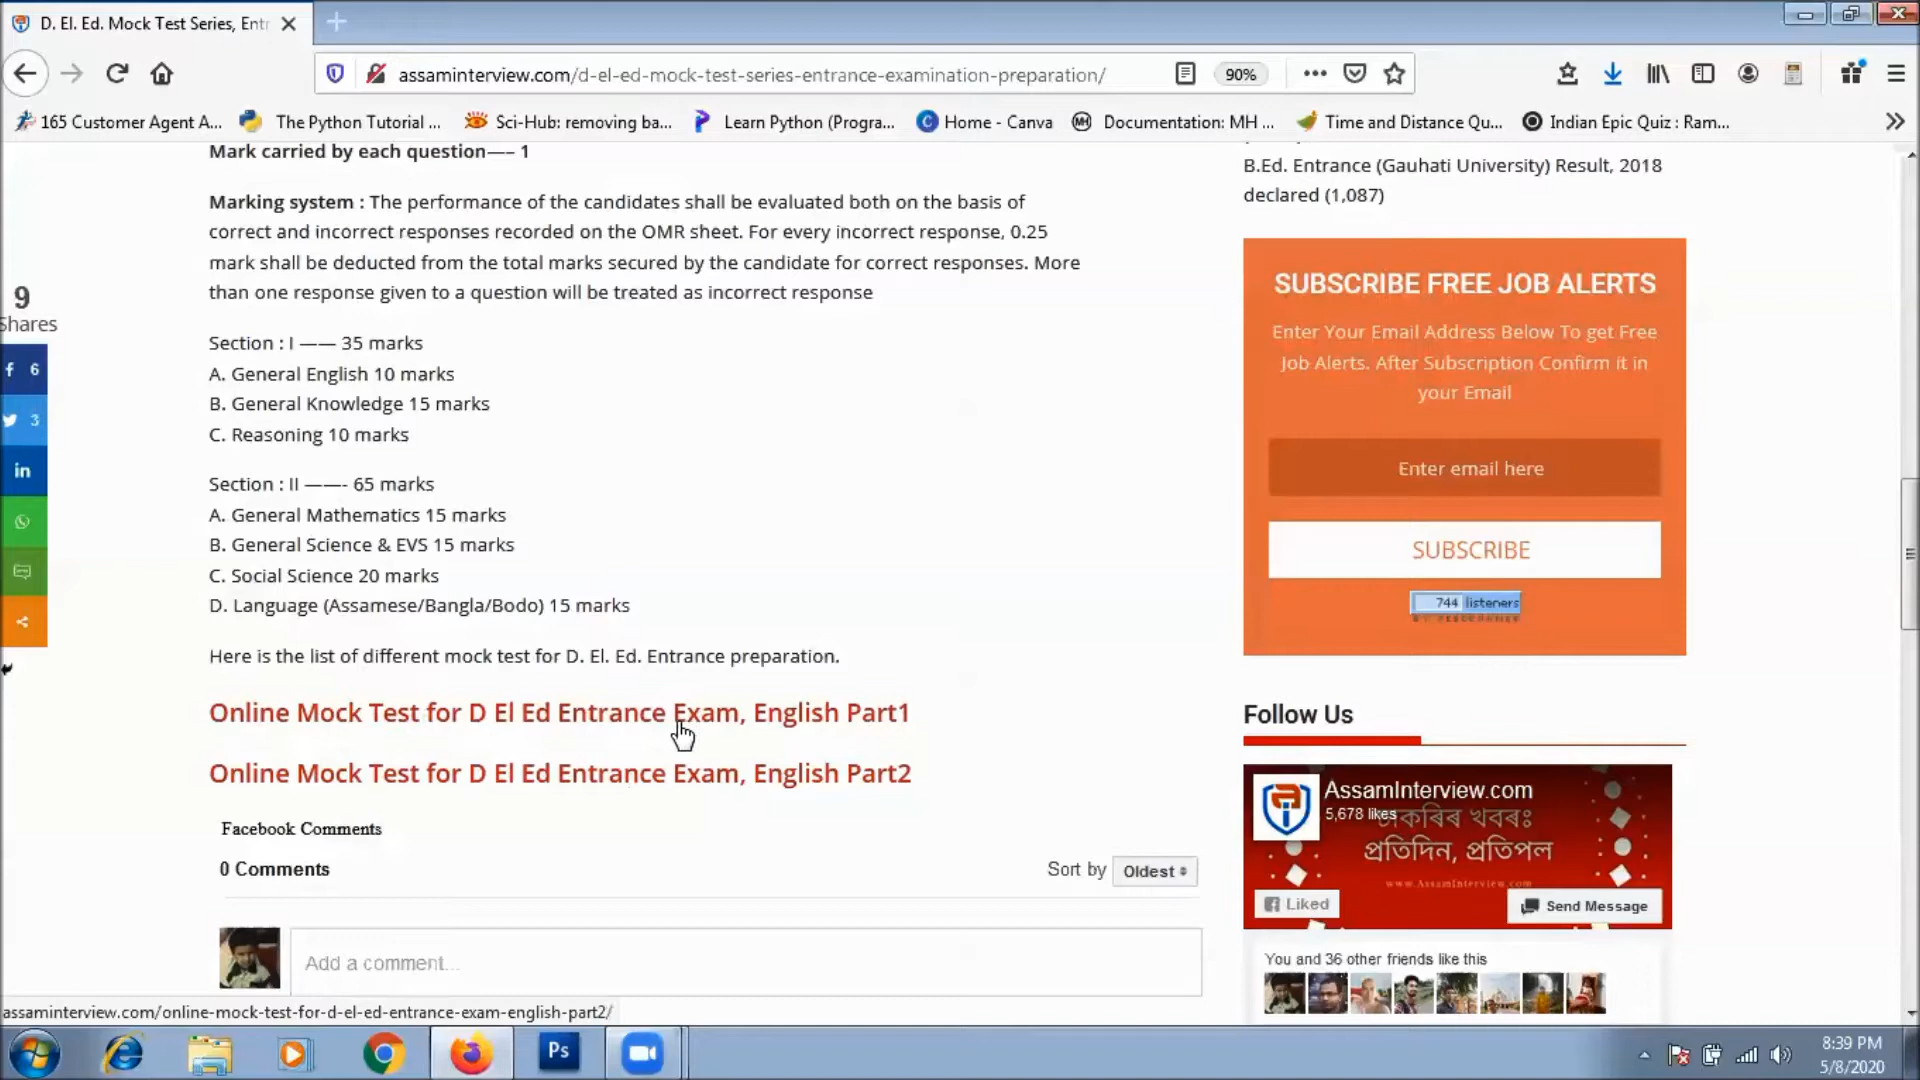 D. El. Ed. Mock Test Series, Entr
assaminterview.com/d-el-ed-mock-test-series-entrance-examination-preparation/
90%
165 Customer Agent A...
The Python Tutorial ...
Sci-Hub: removing ba...
Learn Python (Progra...
Home - Canva
Documentation: MH ...
Time and Distance Qu...
Indian Epic Quiz : Ram...
Mark carried by each question—– 1
Marking system : The performance of the candidates shall be evaluated both on the basis of
correct and incorrect responses recorded on the OMR sheet. For every incorrect response, 0.25
mark shall be deducted from the total marks secured by the candidate for correct responses. More
than one response given to a question will be treated as incorrect response
Section : I —— 35 marks
A. General English 10 marks
B. General Knowledge 15 marks
C. Reasoning 10 marks
Section : II ——- 65 marks
A. General Mathematics 15 marks
B. General Science & EVS 15 marks
C. Social Science 20 marks
D. Language (Assamese/Bangla/Bodo) 15 marks
Here is the list of different mock test for D. El. Ed. Entrance preparation.
Online Mock Test for D El Ed Entrance Exam, English Part1
Online Mock Test for D El Ed Entrance Exam, English Part2
Facebook Comments
0 Comments
Sort by Oldest
Add a comment...
9
Shares
6
3
in
B.Ed. Entrance (Gauhati University) Result, 2018
declared (1,087)
SUBSCRIBE FREE JOB ALERTS
Enter Your Email Address Below To get Free
Job Alerts. After Subscription Confirm it in
your Email
Enter email here
SUBSCRIBE
744 listeners
Follow Us
AssamInterview.com
5,678 likes
চাকৰিৰ খবৰঃ
প্ৰতিদিন, প্ৰতিপল
www.AssamInterview.com
Liked
Send Message
You and 36 other friends like this
assaminterview.com/online-mock-test-for-d-el-ed-entrance-exam-english-part2/
Ps
8:39 PM
5/8/2020